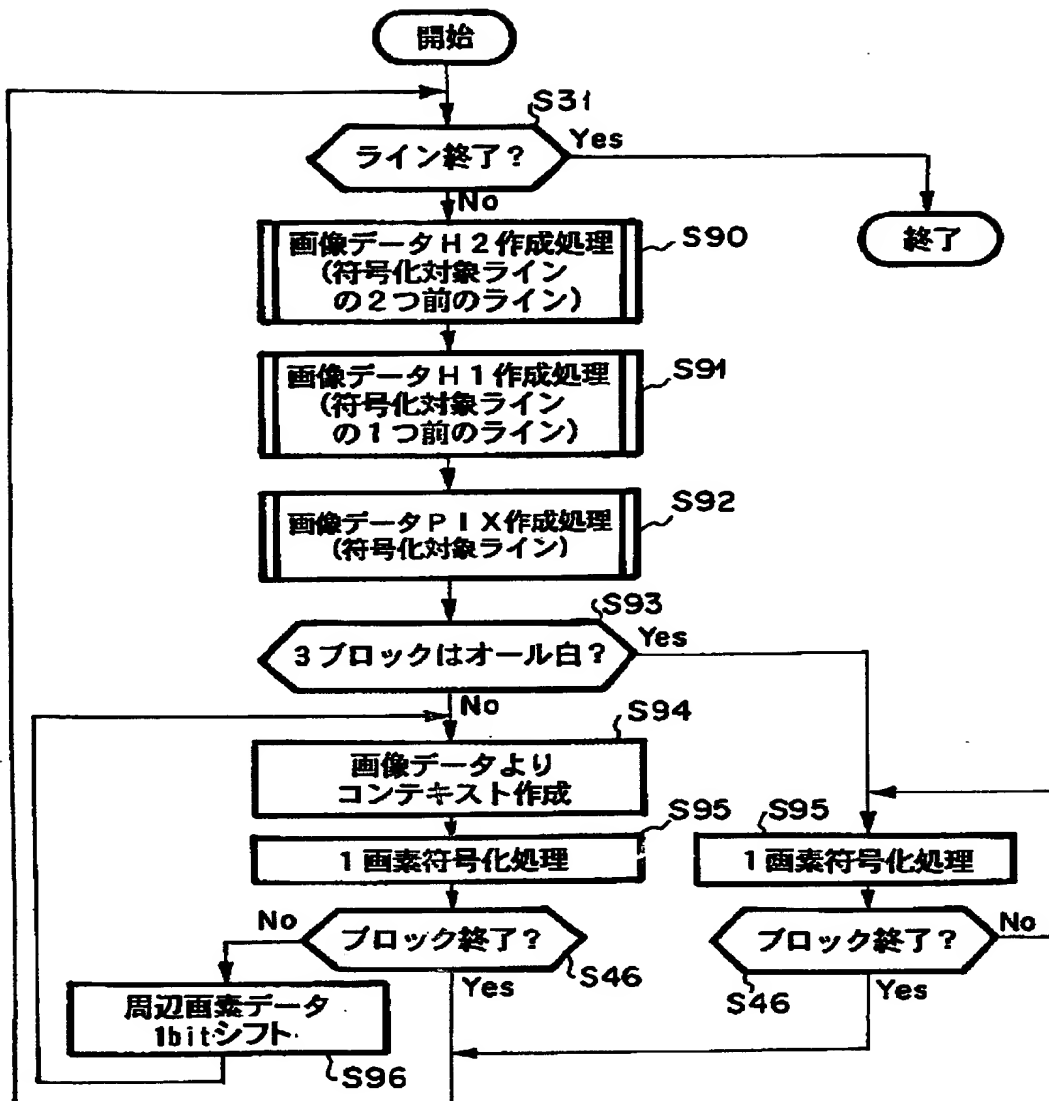 開始
S31
ライン終了?
Yes
No
終了
画像データH2作成処理
(符号化対象ライン
の2つ前のライン)
S90
画像データH1作成処理
(符号化対象ライン
の1つ前のライン)
S91
画像データPIX作成処理
(符号化対象ライン)
S92
S93
3ブロックはオール白?
Yes
No
S94
画像データより
コンテキスト作成
S95
1画素符号化処理
S95
1画素符号化処理
No
ブロック終了?
S46
Yes
ブロック終了?
No
S46
Yes
周辺画素データ
1bitシフト
S96